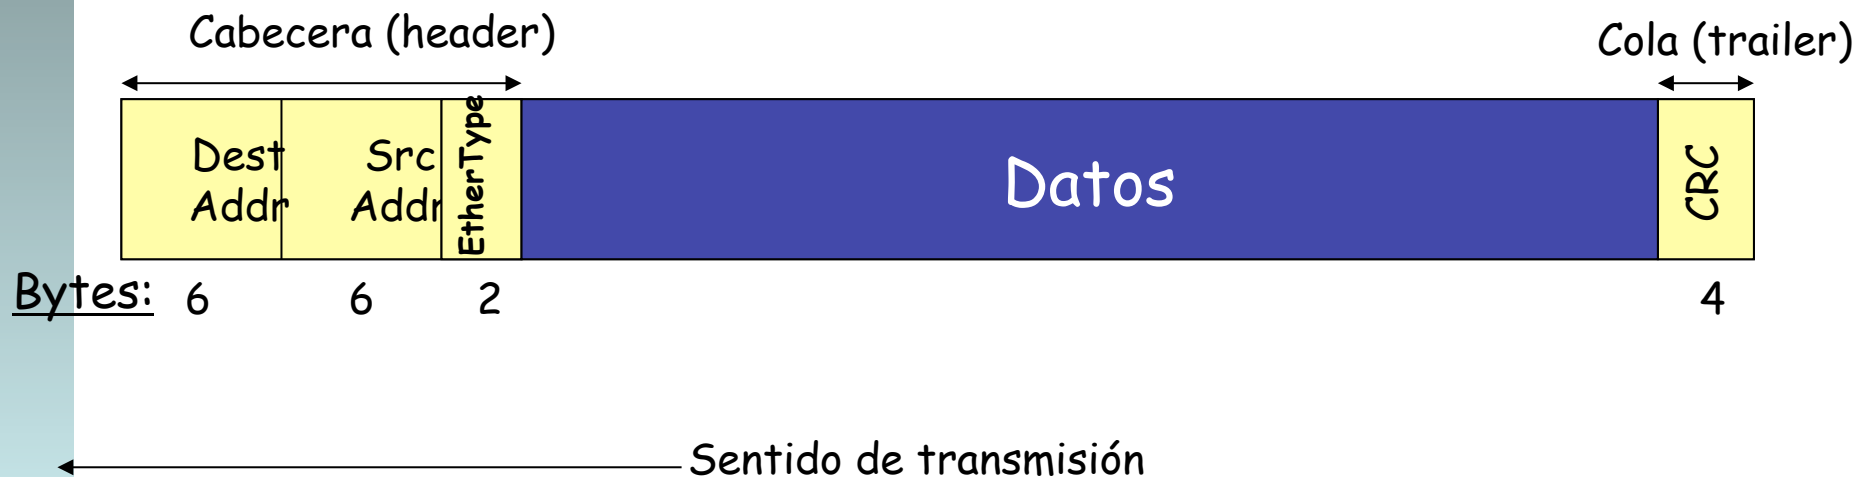 Cabecera (header)
Cola (trailer)
Dest
Addr
Src
Addr
EtherType
Datos
CRC
Bytes: 6 6 2 4
Sentido de transmisión